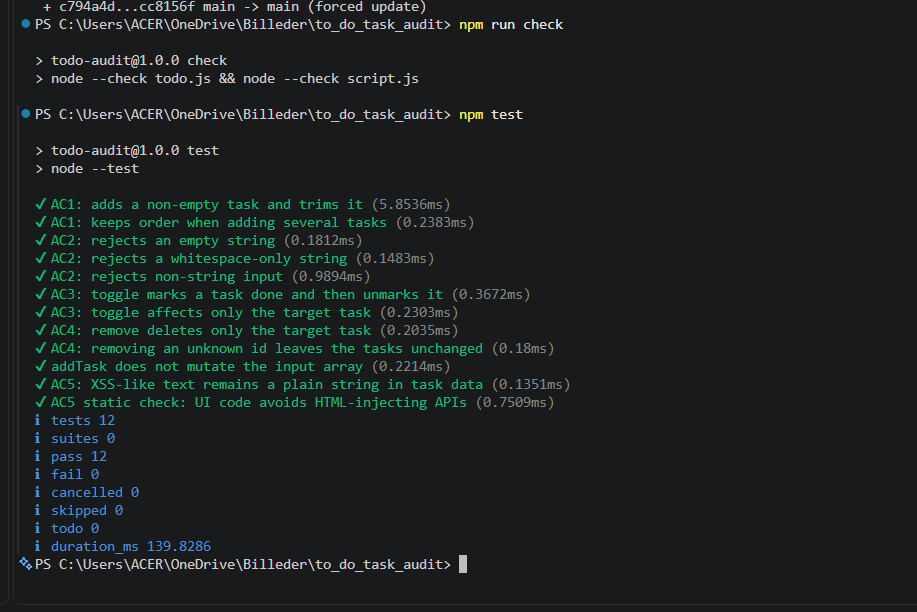 + c794a4d...cc8156f main -> main (forced update)
PS C:\Users\ACER\OneDrive\Billeder\to_do_task_audit> npm run check
> todo-audit@1.0.0 check
> node --check todo.js && node --check script.js
PS C:\Users\ACER\OneDrive\Billeder\to_do_task_audit> npm test
> todo-audit@1.0.0 test
> node --test
✓ AC1: adds a non-empty task and trims it (5.8536ms)
✓ AC1: keeps order when adding several tasks (0.2383ms)
✓ AC2: rejects an empty string (0.1812ms)
✓ AC2: rejects a whitespace-only string (0.1483ms)
✓ AC2: rejects non-string input (0.9894ms)
✓ AC3: toggle marks a task done and then unmarks it (0.3672ms)
✓ AC3: toggle affects only the target task (0.2303ms)
✓ AC4: remove deletes only the target task (0.2035ms)
✓ AC4: removing an unknown id leaves the tasks unchanged (0.18ms)
✓ addTask does not mutate the input array (0.2214ms)
✓ AC5: XSS-like text remains a plain string in task data (0.1351ms)
✓ AC5 static check: UI code avoids HTML-injecting APIs (0.7509ms)
ℹ tests 12
ℹ suites 0
ℹ pass 12
ℹ fail 0
ℹ cancelled 0
ℹ skipped 0
ℹ todo 0
ℹ duration_ms 139.8286
PS C:\Users\ACER\OneDrive\Billeder\to_do_task_audit>